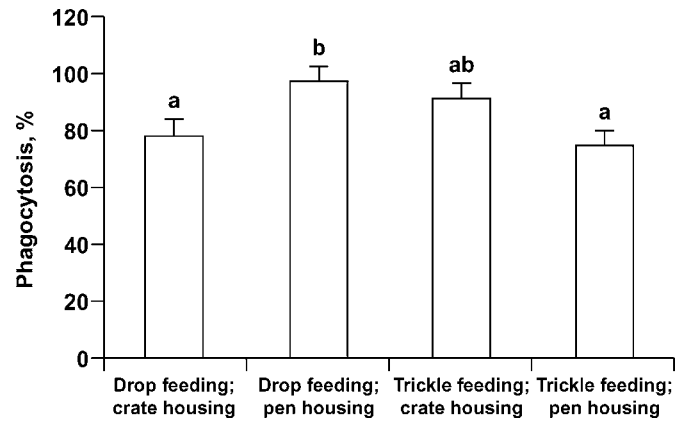 Phagocytosis, %
120
100
80
60
40
20
0
a
b
ab
a
Drop feeding;
crate housing
Drop feeding;
pen housing
Trickle feeding;
crate housing
Trickle feeding;
pen housing